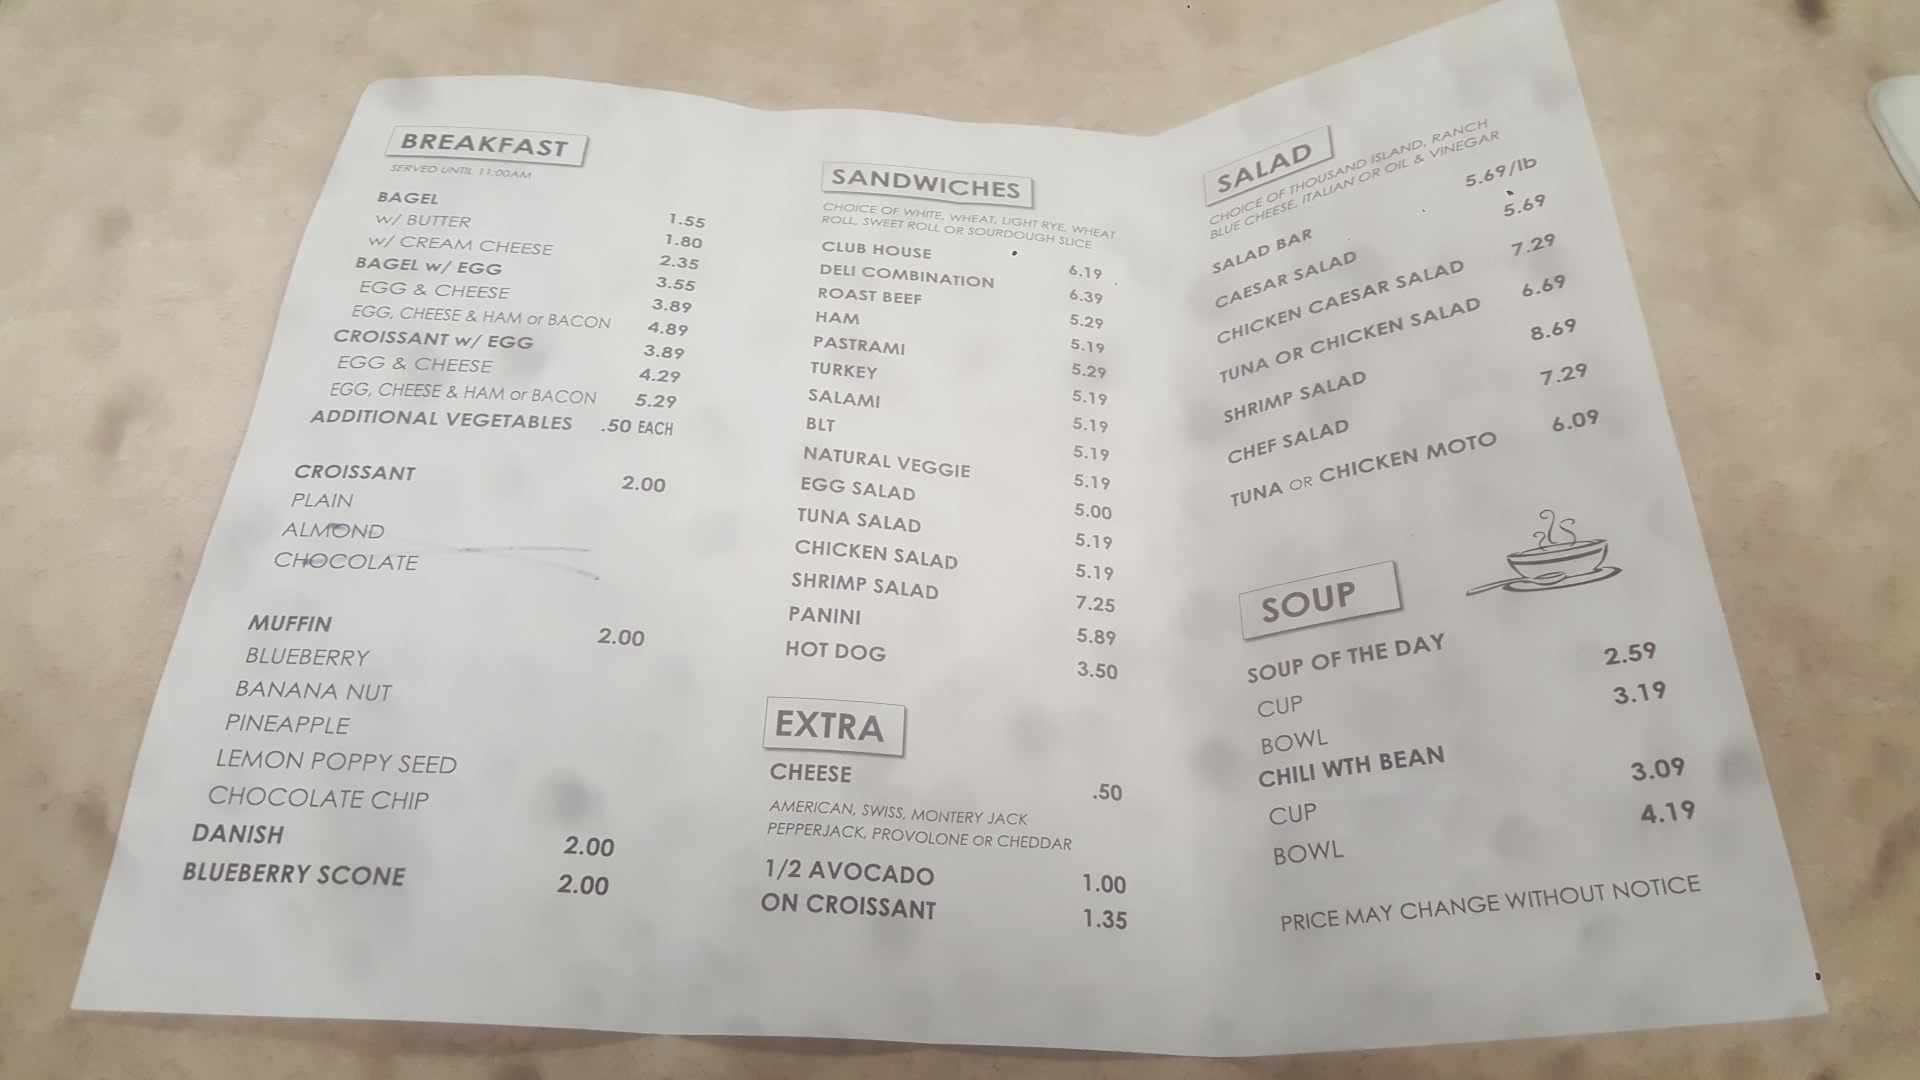 BREAKFAST
SERVED UNTIL 11:00AM
BAGEL 1.55
W/ BUTTER 1.80
W/ CREAM CHEESE 2.35
BAGEL w/ EGG 3.55
EGG & CHEESE 3.89
EGG, CHEESE & HAM or BACON 4.89
CROISSANT w/ EGG 3.89
EGG & CHEESE 4.29
EGG, CHEESE & HAM or BACON 5.29
ADDITIONAL VEGETABLES .50 EACH
CROISSANT 2.00
PLAIN
ALMOND
CHOCOLATE
MUFFIN 2.00
BLUEBERRY
BANANA NUT
PINEAPPLE
LEMON POPPY SEED
CHOCOLATE CHIP
DANISH 2.00
BLUEBERRY SCONE 2.00
SANDWICHES
CHOICE OF WHITE, WHEAT, LIGHT RYE, WHEAT
ROLL, SWEET ROLL OR SOURDOUGH SLICE
CLUB HOUSE 6.19
DELI COMBINATION 6.39
ROAST BEEF 5.29
HAM 5.19
PASTRAMI 5.29
TURKEY 5.19
SALAMI 5.19
BLT 5.19
NATURAL VEGGIE 5.19
EGG SALAD 5.00
TUNA SALAD 5.19
CHICKEN SALAD 5.19
SHRIMP SALAD 7.25
PANINI 5.89
HOT DOG 3.50
EXTRA
CHEESE .50
AMERICAN, SWISS, MONTERY JACK
PEPPERJACK, PROVOLONE OR CHEDDAR
1/2 AVOCADO 1.00
ON CROISSANT 1.35
SALAD
CHOICE OF THOUSAND ISLAND, RANCH
BLUE CHEESE, ITALIAN OR OIL & VINEGAR
SALAD BAR 5.69/lb
CAESAR SALAD 5.69
CHICKEN CAESAR SALAD 7.29
TUNA OR CHICKEN SALAD 6.69
SHRIMP SALAD 8.69
CHEF SALAD 7.29
TUNA OR CHICKEN MOTO 6.09
SOUP
SOUP OF THE DAY
CUP 2.59
BOWL 3.19
CHILI WTH BEAN
CUP 3.09
BOWL 4.19
PRICE MAY CHANGE WITHOUT NOTICE